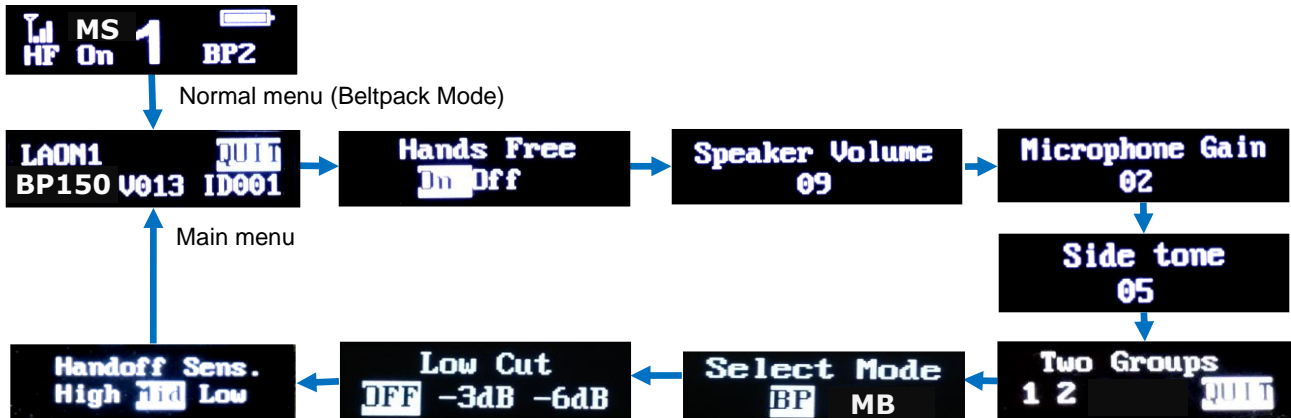 MS
HF On 1 BP2
Normal menu (Beltpack Mode)
LAON1 QUIT
BP150 V013 ID001
Hands Free
On Off
Speaker Volume
09
Microphone Gain
02
Main menu
Side tone
05
Two Groups
1 2 QUIT
Select Mode
BP MB
Low Cut
OFF -3dB -6dB
Handoff Sens.
High Mid Low